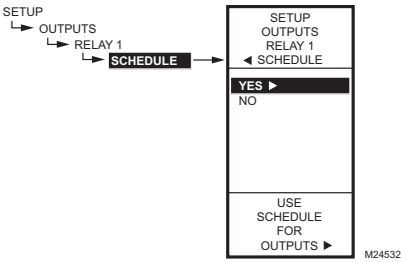 SETUP
OUTPUTS
RELAY 1
SCHEDULE
SETUP
OUTPUTS
RELAY 1
◄ SCHEDULE
YES ►
NO
USE
SCHEDULE
FOR
OUTPUTS ►
M24532